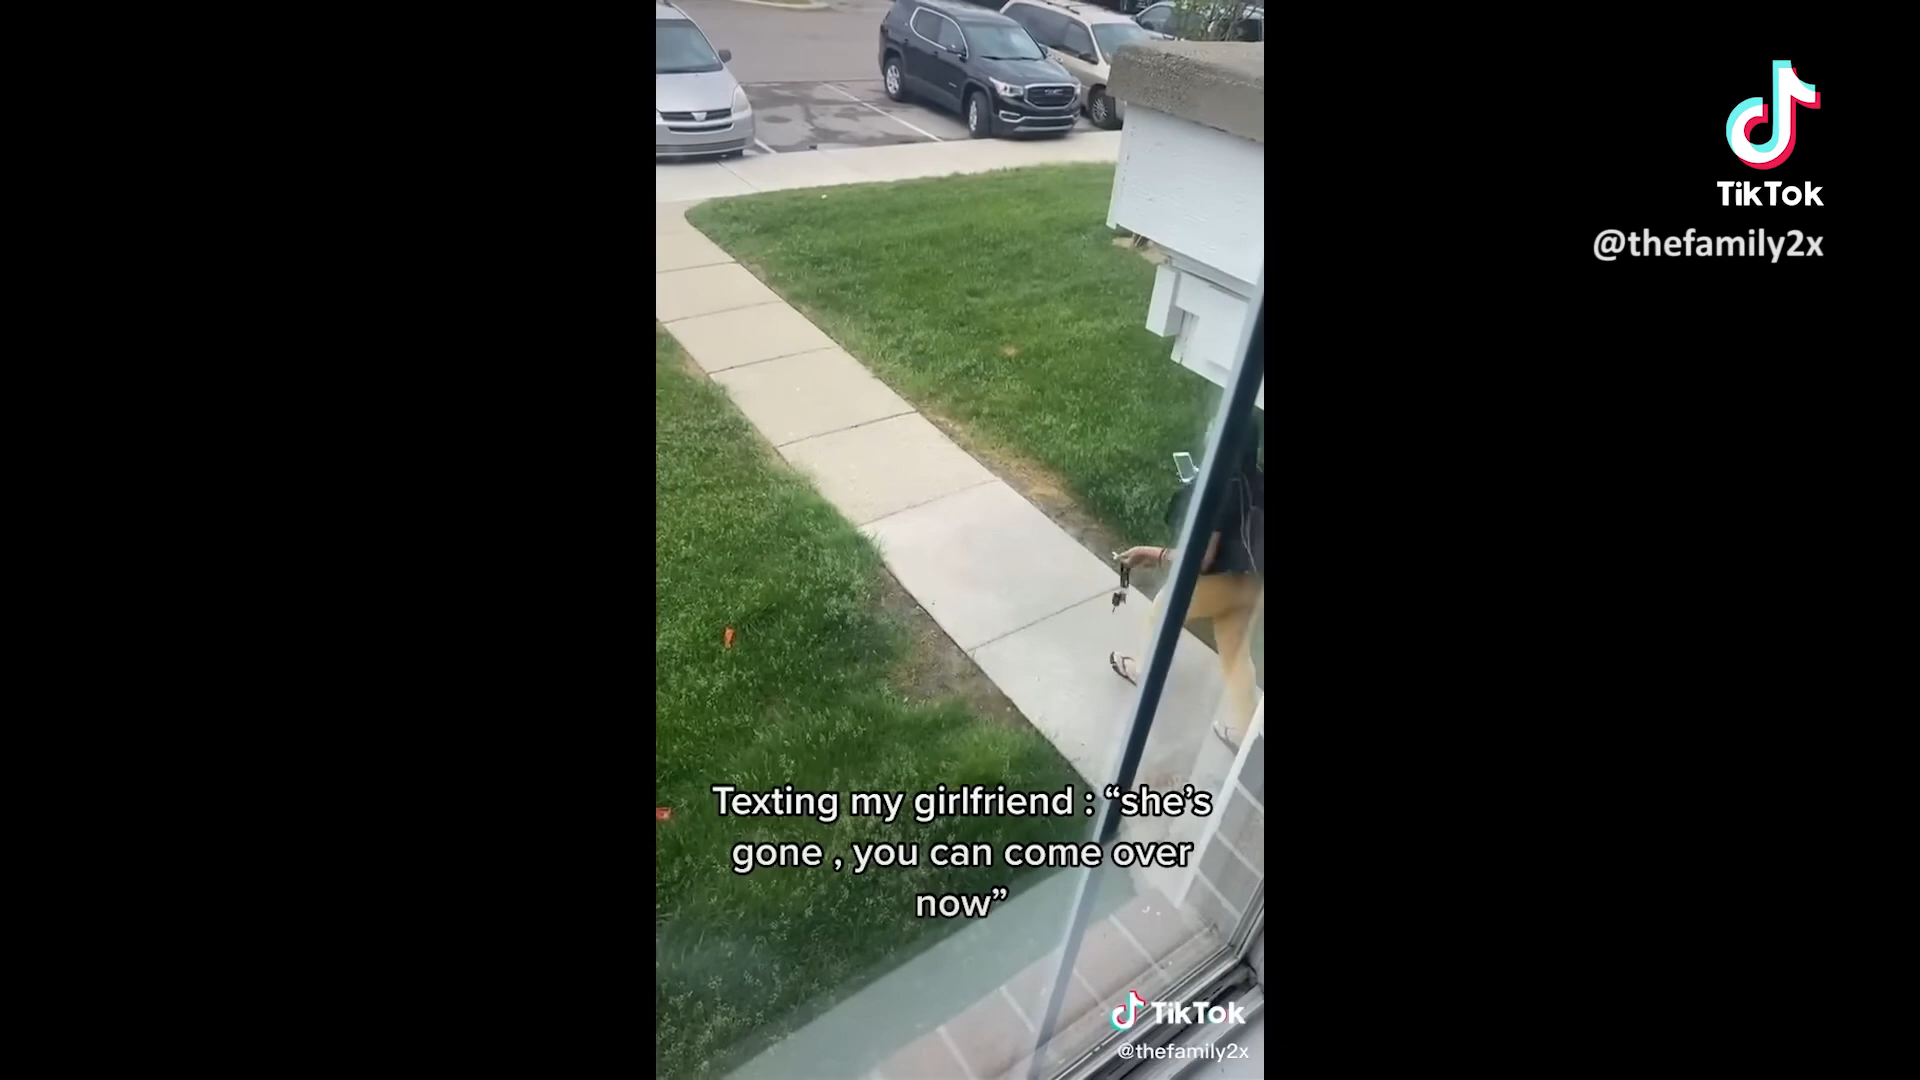 TikTok
@thefamily2x
Texting my girlfriend : “she’s
gone , you can come over
now”
TikTok
@thefamily2x